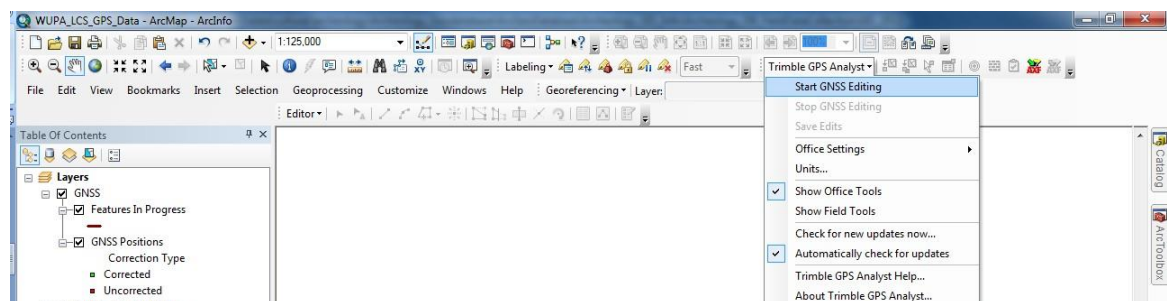 WUPA_LCS_GPS_Data - ArcMap - ArcInfo
1:125,000
100%
Labeling
Fast
Trimble GPS Analyst
File Edit View Bookmarks Insert Selection Geoprocessing Customize Windows Help Georeferencing Layer:
Editor
Start GNSS Editing
Stop GNSS Editing
Save Edits
Office Settings
Units...
Show Office Tools
Show Field Tools
Check for new updates now...
Automatically check for updates
Trimble GPS Analyst Help...
About Trimble GPS Analyst...
Table Of Contents
Layers
GNSS
Features In Progress
GNSS Positions
Correction Type
Corrected
Uncorrected
Catalog
ArcToolbox